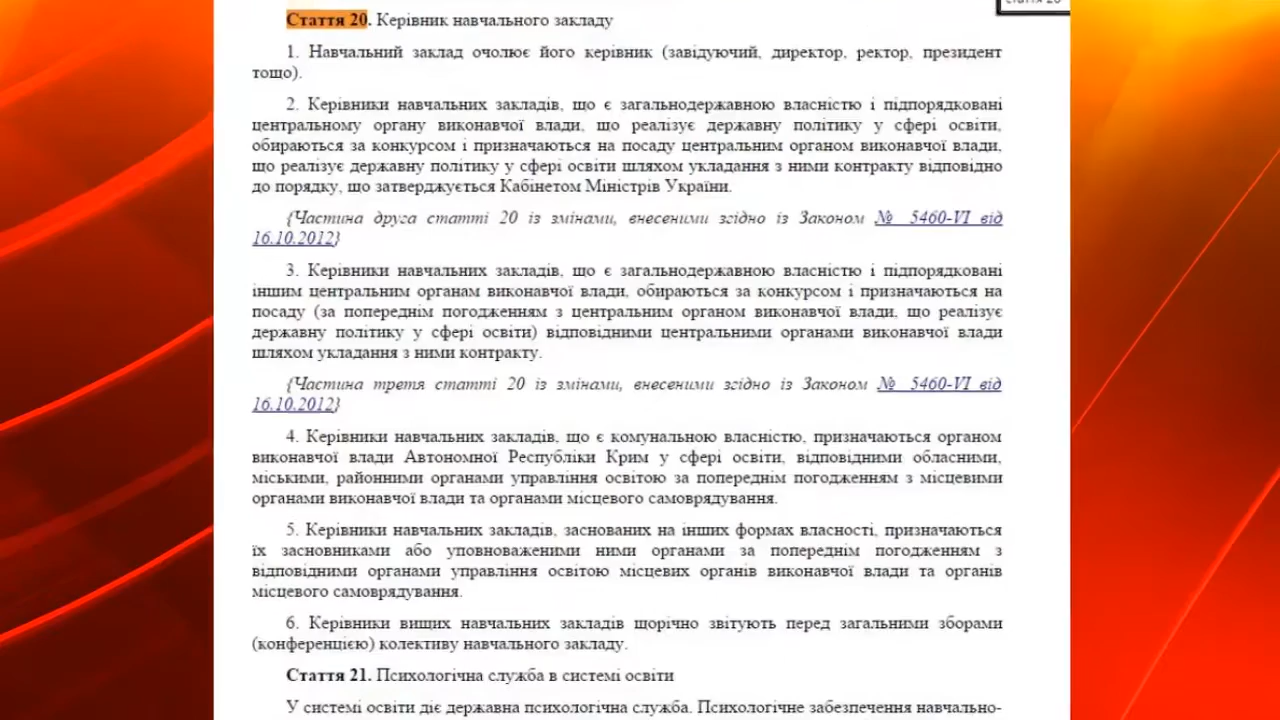 Стаття 20. Керівник навчального закладу
1. Навчальний заклад очолює його керівник (завідуючий, директор, ректор, президент
тощо).
2. Керівники навчальних закладів, що є загальнодержавною власністю і підпорядковані
центральному органу виконавчої влади, що реалізує державну політику у сфері освіти,
обираються за конкурсом і призначаються на посаду центральним органом виконавчої влади,
що реалізує державну політику у сфері освіти шляхом укладання з ними контракту відповідно
до порядку, що затверджується Кабінетом Міністрів України.
{Частина друга статті 20 із змінами, внесеними згідно із Законом № 5460-VI від
16.10.2012}
3. Керівники навчальних закладів, що є загальнодержавною власністю і підпорядковані
іншим центральним органам виконавчої влади, обираються за конкурсом і призначаються на
посаду (за попереднім погодженням з центральним органом виконавчої влади, що реалізує
державну політику у сфері освіти) відповідними центральними органами виконавчої влади
шляхом укладання з ними контракту.
{Частина третя статті 20 із змінами, внесеними згідно із Законом № 5460-VI від
16.10.2012}
4. Керівники навчальних закладів, що є комунальною власністю, призначаються органом
виконавчої влади Автономної Республіки Крим у сфері освіти, відповідними обласними,
міськими, районними органами управління освітою за попереднім погодженням з місцевими
органами виконавчої влади та органами місцевого самоврядування.
5. Керівники навчальних закладів, заснованих на інших формах власності, призначаються
їх засновниками або уповноваженими ними органами за попереднім погодженням з
відповідними органами управління освітою місцевих органів виконавчої влади та органів
місцевого самоврядування.
6. Керівники вищих навчальних закладів щорічно звітують перед загальними зборами
(конференцією) колективу навчального закладу.
Стаття 21. Психологічна служба в системі освіти
У системі освіти діє державна психологічна служба. Психологічне забезпечення навчально-